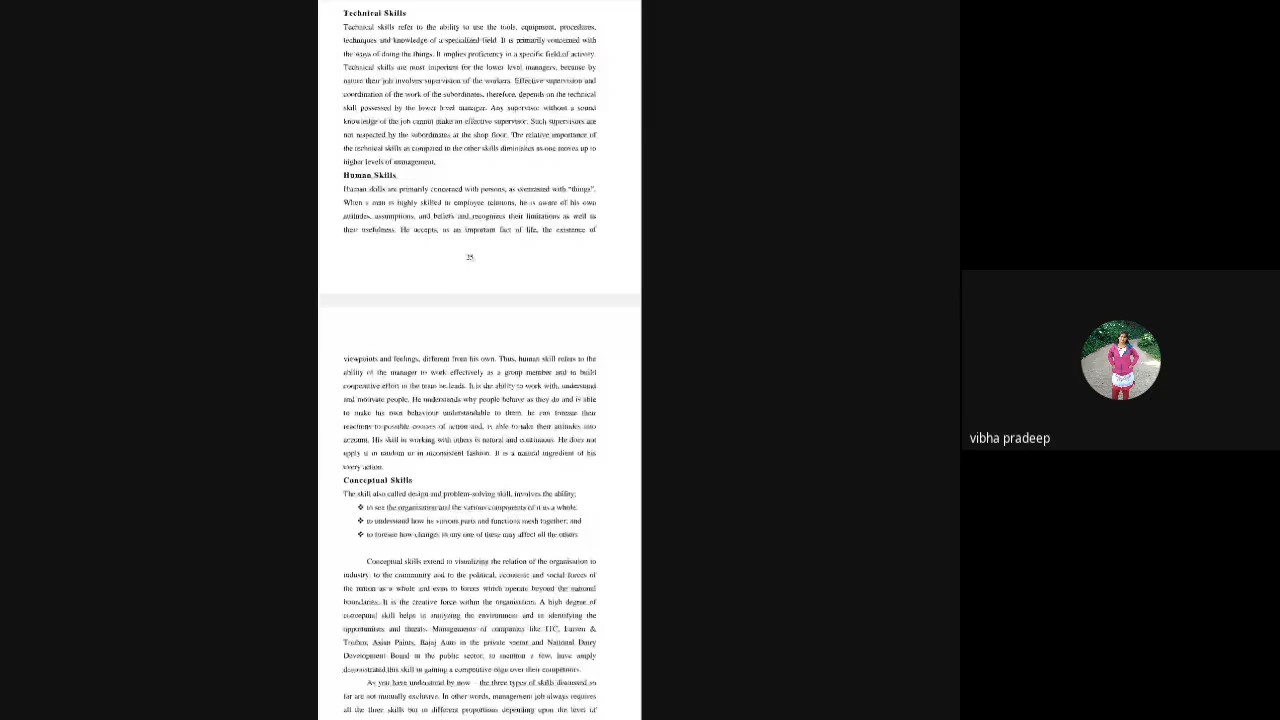 Technical Skills
Technical skills refer to the ability to use the tools, equipment, procedures,
techniques and knowledge of a specialized field. It is primarily concerned with
the ways of doing the things. It implies proficiency in a specific field of activity.
Technical skills are most important for the lower level managers, because by
nature their job involves supervision of the workers. Effective supervision and
coordination of the work of the subordinates, therefore, depends on the technical
skill possessed by the lower level manager. Any supervisor without a sound
knowledge of the job cannot make an effective supervisor. Such supervisors are
not respected by the subordinates at the shop floor. The relative importance of
the technical skills as compared to the other skills diminishes as one moves up to
higher levels of management.
Human Skills
Human skills are primarily concerned with persons, as contrasted with “things”.
When a man is highly skilled in employee relations, he is aware of his own
attitudes, assumptions, and beliefs and recognizes their limitations as well as
their usefulness. He accepts, as an important fact of life, the existence of
25
viewpoints and feelings, different from his own. Thus, human skill refers to the
ability of the manager to work effectively as a group member and to build
cooperative effort in the team he leads. It is the ability to work with, understand
and motivate people. He understands why people behave as they do and is able
to make his own behaviour understandable to them. he can foresee their
reactions to possible courses of action and, is able to take their attitudes into
account. His skill in working with others is natural and continuous. He does not
apply it in random or in inconsistent fashion. It is a natural ingredient of his
every action.
Conceptual Skills
The skill also called design and problem-solving skill, involves the ability;
❖ to see the organisation and the various components of it as a whole;
❖ to understand how its various parts and functions mesh together; and
❖ to foresee how changes in any one of these may affect all the others
Conceptual skills extend to visualizing the relation of the organisation to
industry, to the community and to the political, economic and social forces of
the nation as a whole and even to forces which operate beyond the national
boundaries. It is the creative force within the organisation. A high degree of
conceptual skill helps in analyzing the environment and in identifying the
opportunities and threats. Managements of companies like ITC, Larsen &
Toubro, Asian Paints, Bajaj Auto in the private sector and National Dairy
Development Board in the public sector, to mention a few, have amply
demonstrated this skill in gaining a competitive edge over their competitors.
As you have understood by now – the three types of skills discussed so
far are not mutually exclusive. In other words, management job always requires
all the three skills but in different proportions depending upon the level of
vibha pradeep